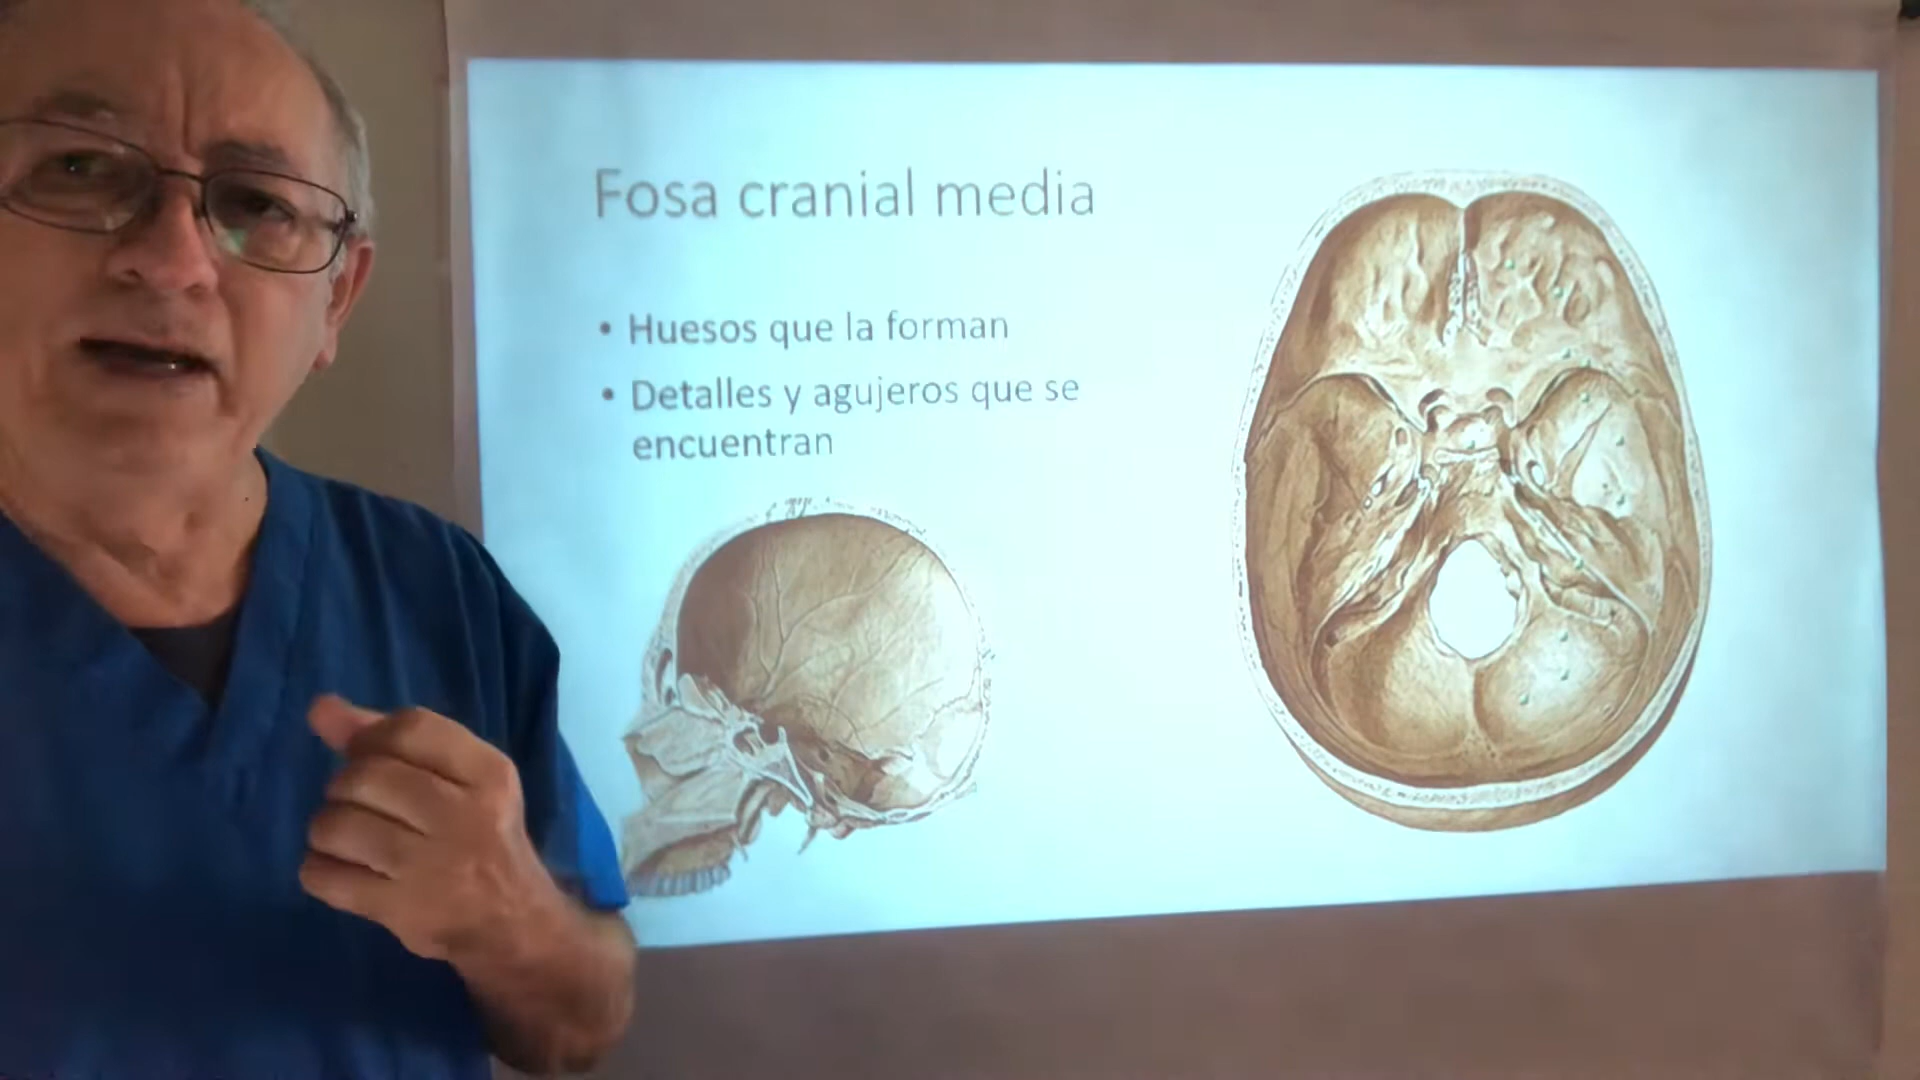 Fosa cranial media
• Huesos que la forman
• Detalles y agujeros que se
encuentran